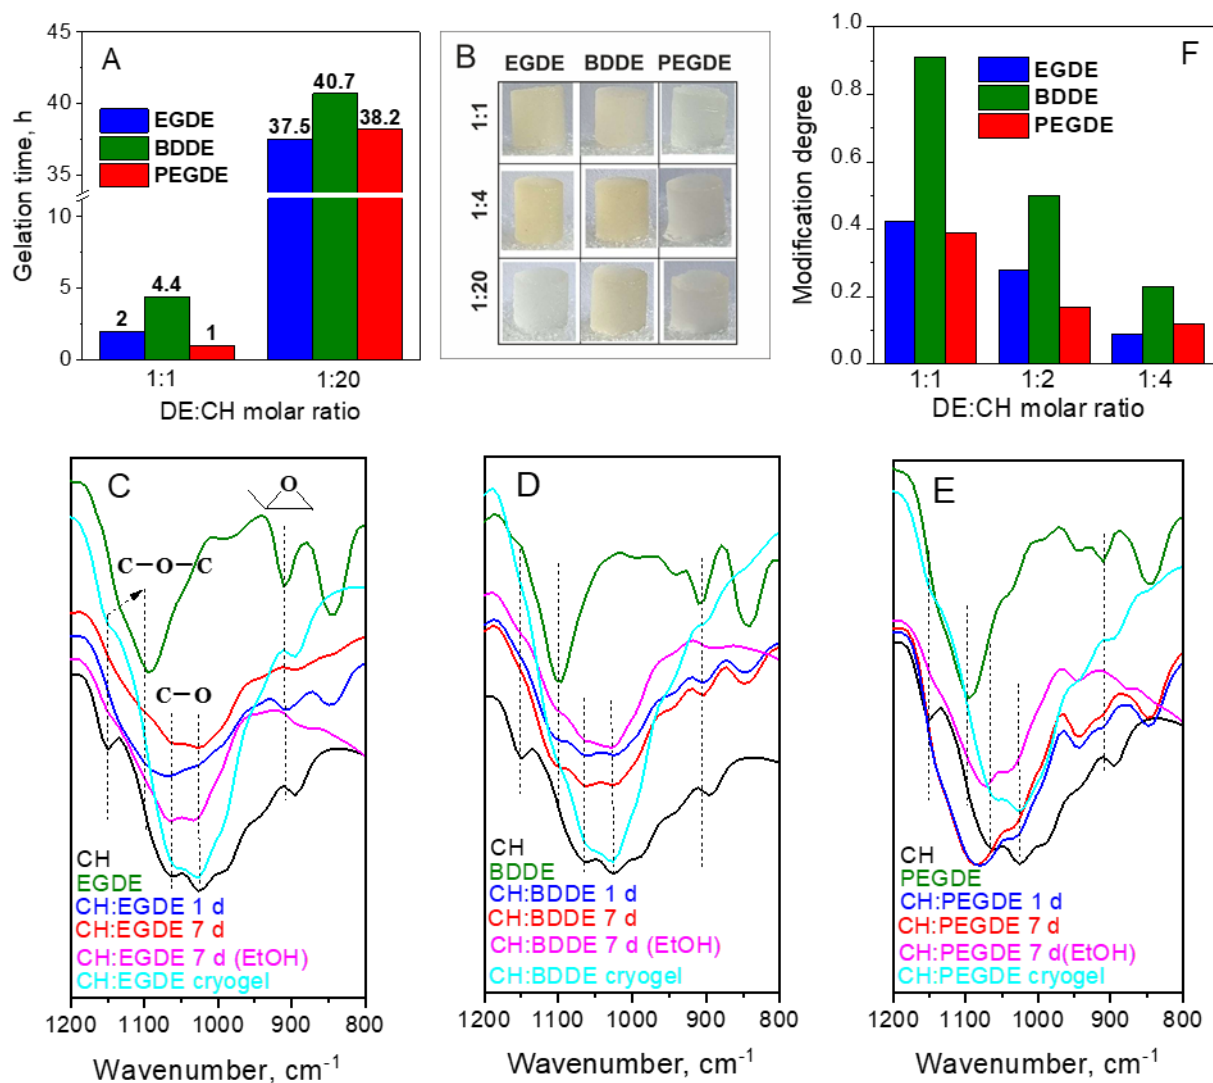 A
45
40
35
10
5
0
Gelation time, h
EGDE
BDDE
PEGDE
2
4.4
1
37.5
40.7
38.2
1:1
1:20
DE:CH molar ratio
B
EGDE BDDE PEGDE
1:1
1:4
1:20
F
1.0
0.8
0.6
0.4
0.2
0.0
Modification degree
EGDE
BDDE
PEGDE
1:1
1:2
1:4
DE:CH molar ratio
C
O
C-O-C
C-O
CH
EGDE
CH:EGDE 1 d
CH:EGDE 7 d
CH:EGDE 7 d (EtOH)
CH:EGDE cryogel
1200 1100 1000 900 800
Wavenumber, cm⁻¹
D
CH
BDDE
CH:BDDE 1 d
CH:BDDE 7 d
CH:BDDE 7 d (EtOH)
CH:BDDE cryogel
1200 1100 1000 900 800
Wavenumber, cm⁻¹
E
CH
PEGDE
CH:PEGDE 1 d
CH:PEGDE 7 d
CH:PEGDE 7 d(EtOH)
CH:PEGDE cryogel
1200 1100 1000 900 800
Wavenumber, cm⁻¹